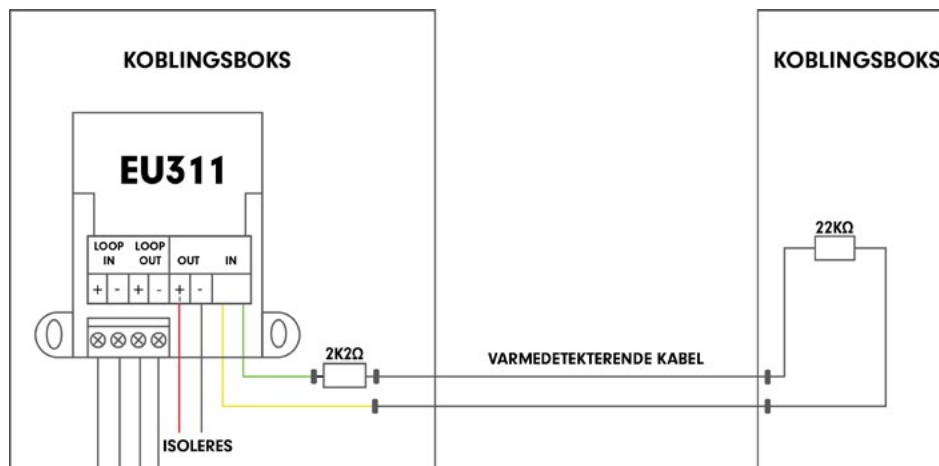 KOBLINGSBOKS
KOBLINGSBOKS
EU311
LOOP IN
LOOP OUT
OUT
IN
+ - + - + -
22KΩ
2K2Ω
VARMEDETEKTERENDE KABEL
ISOLERES